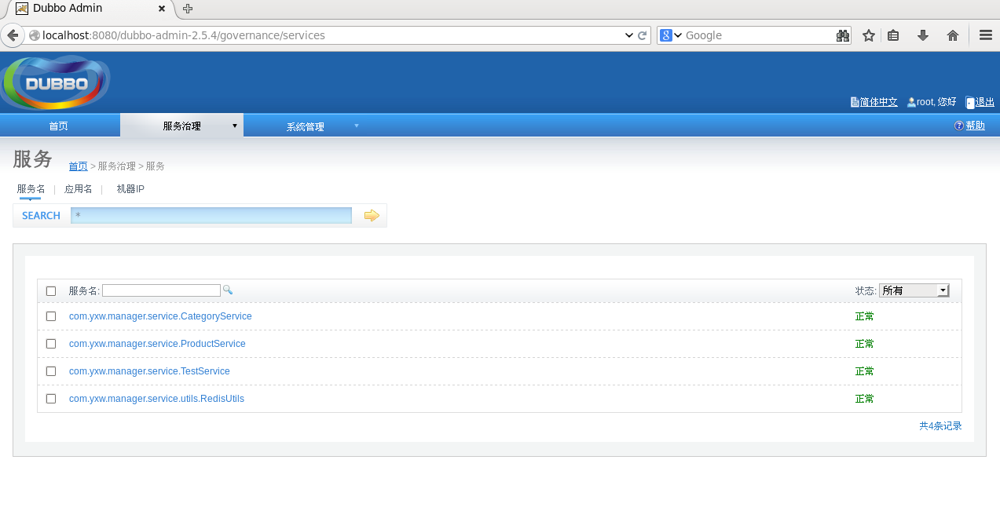 Dubbo Admin
localhost:8080/dubbo-admin-2.5.4/governance/services
8 Google
DUBBO
简体中文 root, 您好 退出
首页 服务治理 系统管理 帮助
服务 首页 > 服务治理 > 服务
服务名 | 应用名 | 机器IP
SEARCH *
服务名: 状态: 所有
com.yxw.manager.service.CategoryService 正常
com.yxw.manager.service.ProductService 正常
com.yxw.manager.service.TestService 正常
com.yxw.manager.service.utils.RedisUtils 正常
共4条记录